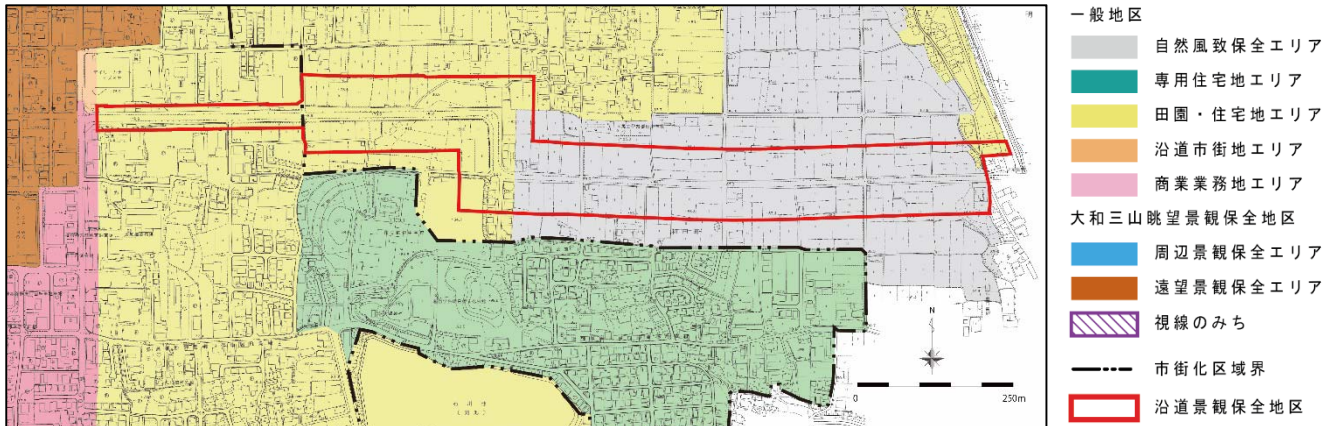 一般地区
自然風致保全エリア
専用住宅地エリア
田園・住宅地エリア
沿道市街地エリア
商業業務地エリア
大和三山眺望景観保全地区
周辺景観保全エリア
遠望景観保全エリア
視線のみち
市街化区域界
沿道景観保全地区
N
0 250m